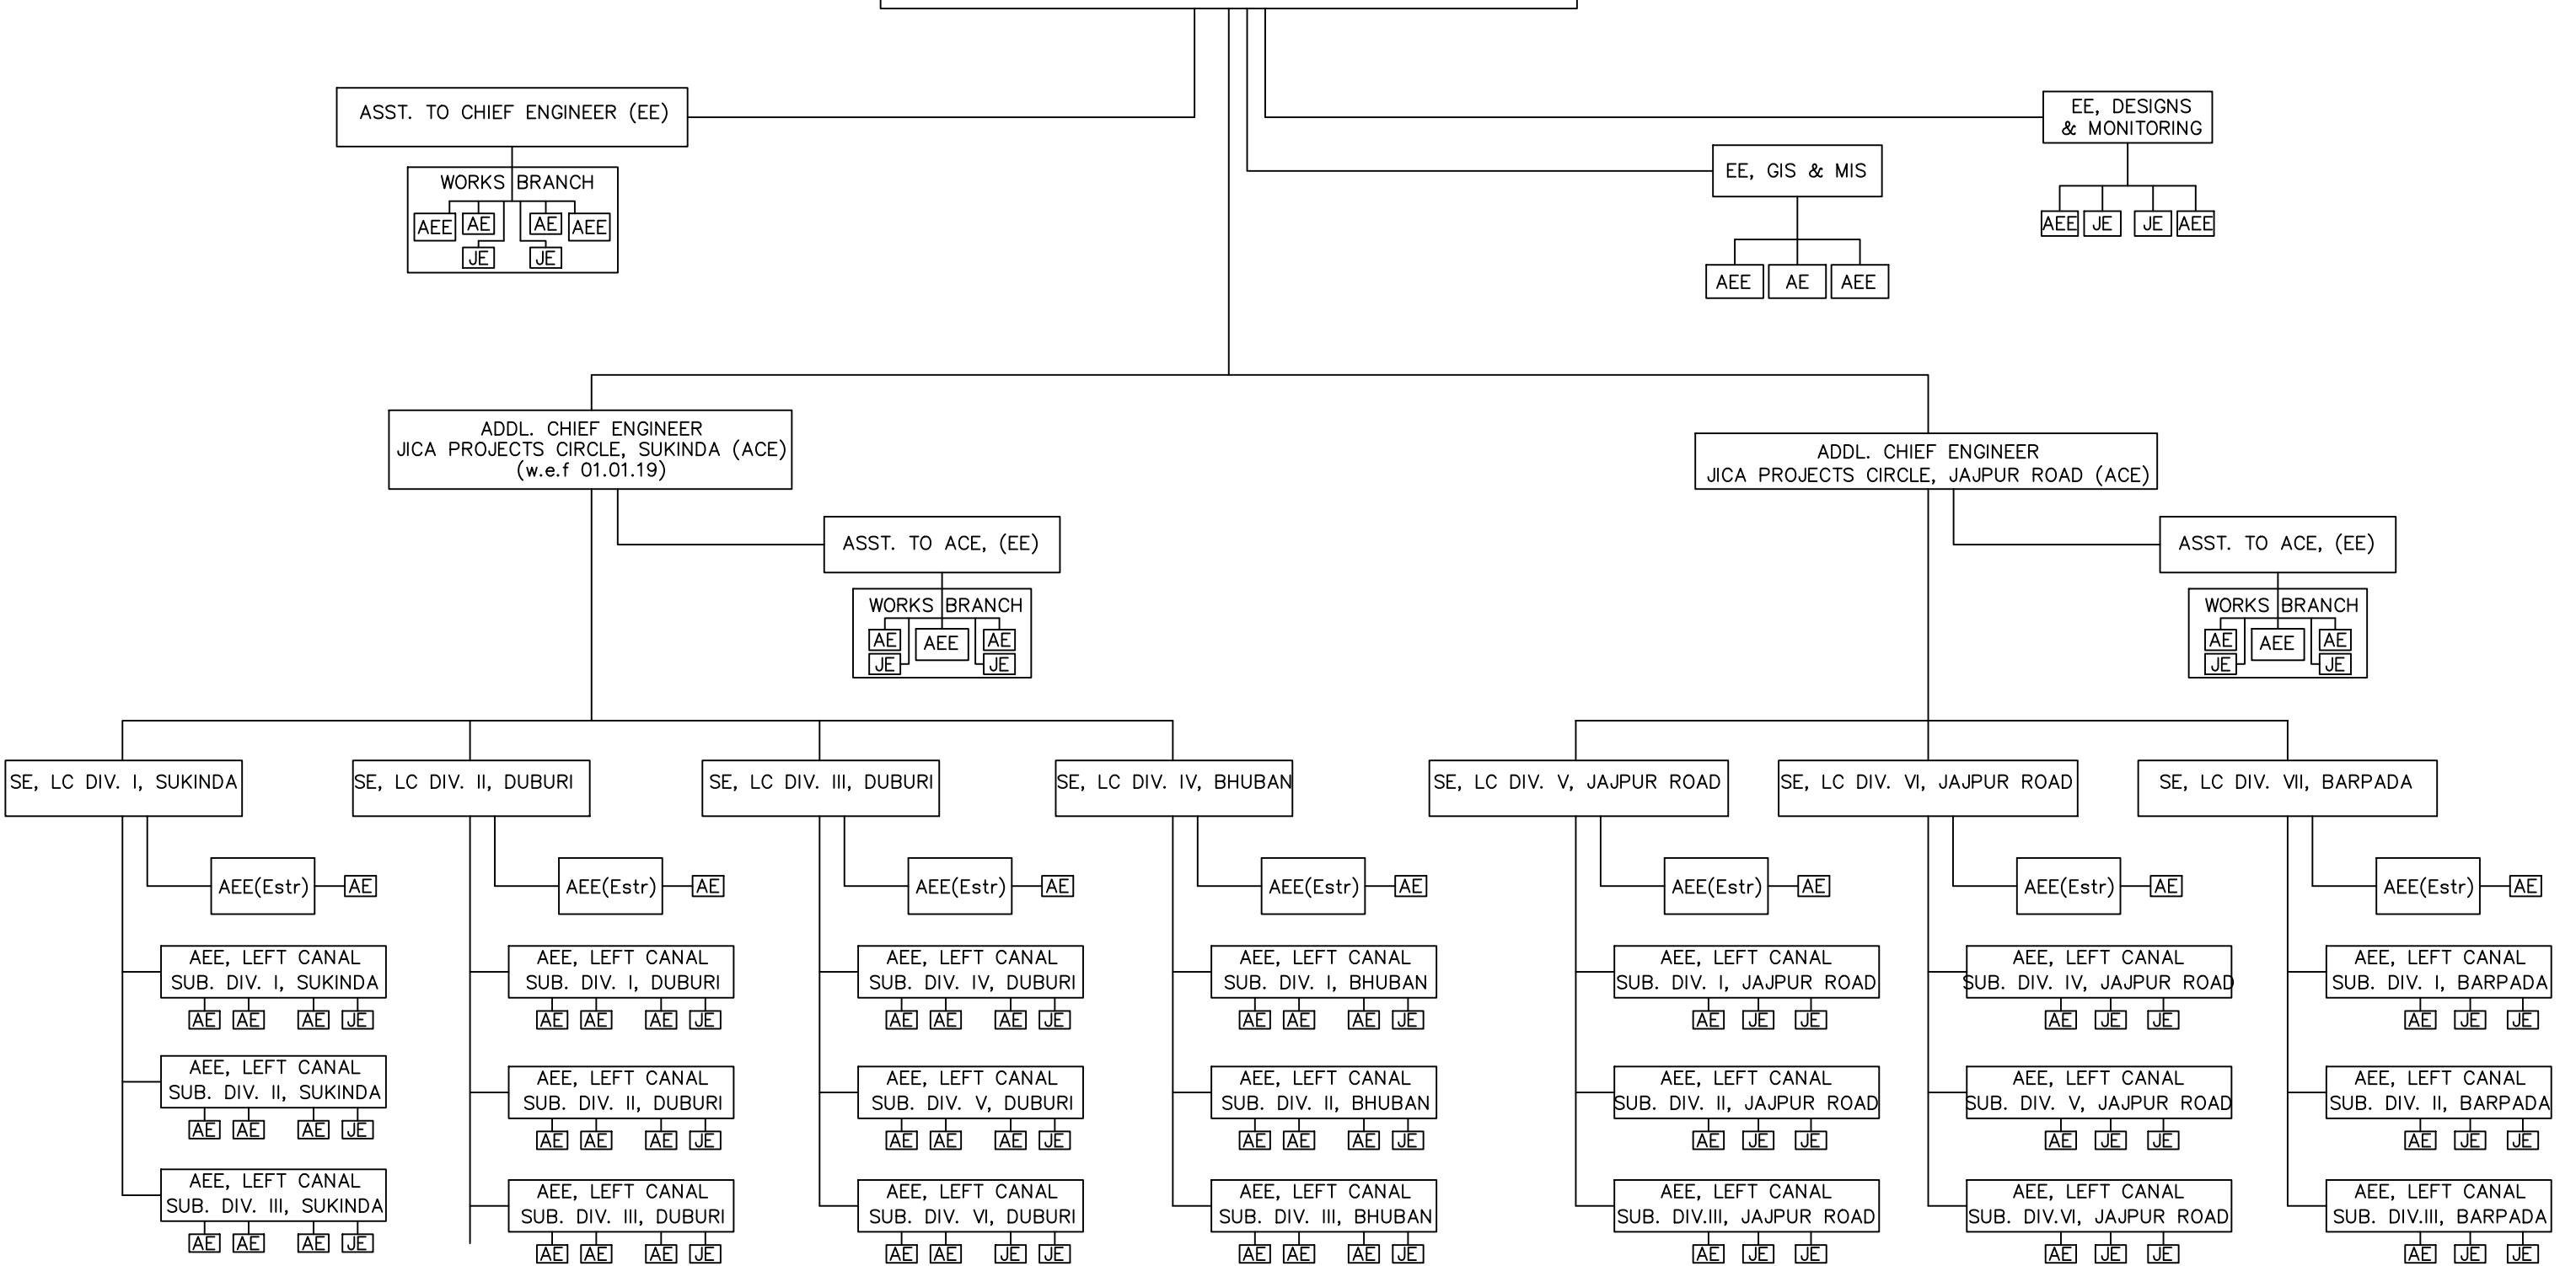 ASST. TO CHIEF ENGINEER (EE)
WORKS BRANCH
AEE
AE
AE
AEE
JE
JE
EE, DESIGNS
& MONITORING
AEE
JE
JE
AEE
EE, GIS & MIS
AEE
AE
AEE
ADDL. CHIEF ENGINEER
JICA PROJECTS CIRCLE, SUKINDA (ACE)
(w.e.f 01.01.19)
ASST. TO ACE, (EE)
WORKS BRANCH
AE
AEE
AE
JE
JE
ADDL. CHIEF ENGINEER
JICA PROJECTS CIRCLE, JAJPUR ROAD (ACE)
ASST. TO ACE, (EE)
WORKS BRANCH
AE
AEE
AE
JE
JE
SE, LC DIV. I, SUKINDA
AEE(Estr)
AE
AEE, LEFT CANAL
SUB. DIV. I, SUKINDA
AE
AE
AE
JE
AEE, LEFT CANAL
SUB. DIV. II, SUKINDA
AE
AE
AE
JE
AEE, LEFT CANAL
SUB. DIV. III, SUKINDA
AE
AE
AE
JE
SE, LC DIV. II, DUBURI
AEE(Estr)
AE
AEE, LEFT CANAL
SUB. DIV. I, DUBURI
AE
AE
AE
JE
AEE, LEFT CANAL
SUB. DIV. II, DUBURI
AE
AE
AE
JE
AEE, LEFT CANAL
SUB. DIV. III, DUBURI
AE
AE
AE
JE
SE, LC DIV. III, DUBURI
AEE(Estr)
AE
AEE, LEFT CANAL
SUB. DIV. IV, DUBURI
AE
AE
AE
JE
AEE, LEFT CANAL
SUB. DIV. V, DUBURI
AE
AE
AE
JE
AEE, LEFT CANAL
SUB. DIV. VI, DUBURI
AE
AE
JE
JE
SE, LC DIV. IV, BHUBAN
AEE(Estr)
AE
AEE, LEFT CANAL
SUB. DIV. I, BHUBAN
AE
AE
AE
JE
AEE, LEFT CANAL
SUB. DIV. II, BHUBAN
AE
AE
AE
JE
AEE, LEFT CANAL
SUB. DIV. III, BHUBAN
AE
AE
AE
JE
SE, LC DIV. V, JAJPUR ROAD
AEE(Estr)
AE
AEE, LEFT CANAL
SUB. DIV. I, JAJPUR ROAD
AE
JE
JE
AEE, LEFT CANAL
SUB. DIV. II, JAJPUR ROAD
AE
JE
JE
AEE, LEFT CANAL
SUB. DIV.III, JAJPUR ROAD
AE
JE
JE
SE, LC DIV. VI, JAJPUR ROAD
AEE(Estr)
AE
AEE, LEFT CANAL
SUB. DIV. IV, JAJPUR ROAD
AE
JE
JE
AEE, LEFT CANAL
SUB. DIV. V, JAJPUR ROAD
AE
JE
JE
AEE, LEFT CANAL
SUB. DIV.VI, JAJPUR ROAD
AE
JE
JE
SE, LC DIV. VII, BARPADA
AEE(Estr)
AE
AEE, LEFT CANAL
SUB. DIV. I, BARPADA
AE
JE
JE
AEE, LEFT CANAL
SUB. DIV. II, BARPADA
AE
JE
JE
AEE, LEFT CANAL
SUB. DIV.III, BARPADA
AE
JE
JE